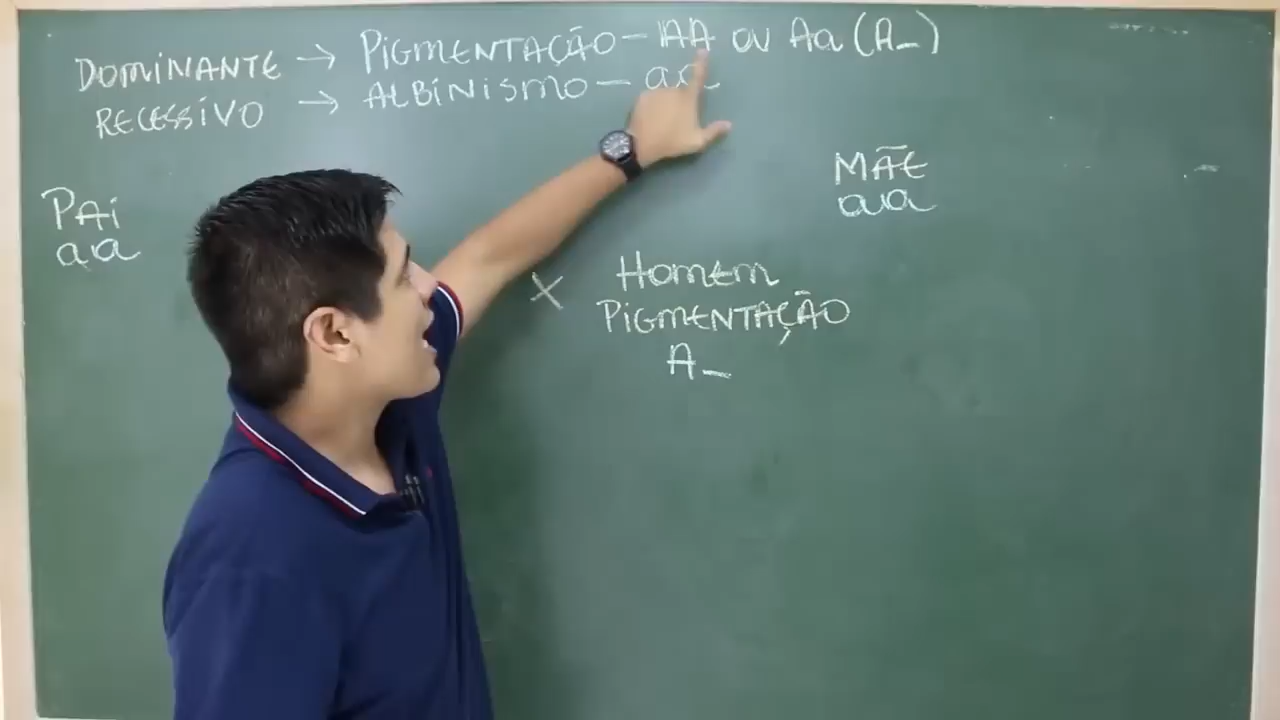 DOMINANTE → PIGMENTAÇÃO – AA ou Aa (A_)
RECESSIVO → ALBINISMO – aa
PAI
aa
MÃE
aa
X
Homem
PIGMENTAÇÃO
A_